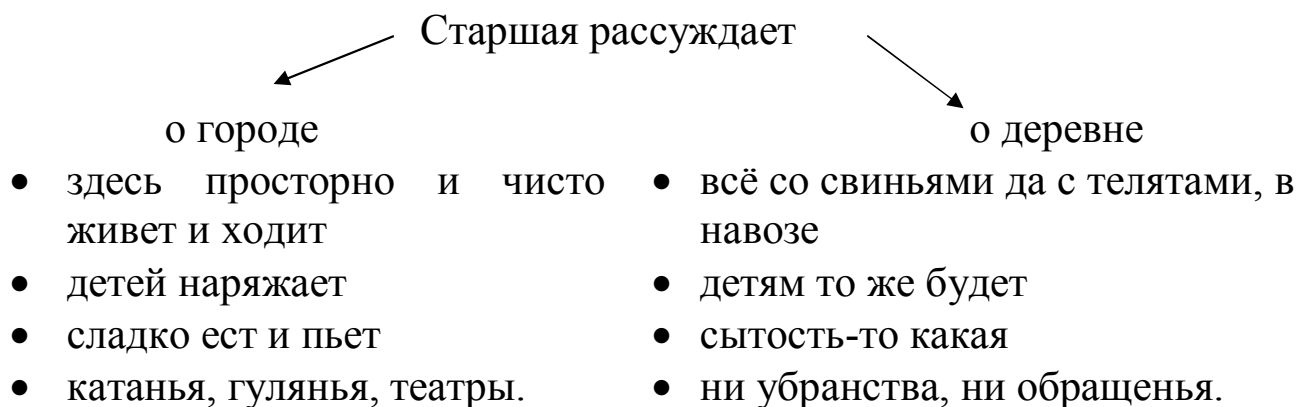 Старшая рассуждает
о городе
• здесь просторно и чисто
живет и ходит
• детей наряжает
• сладко ест и пьет
• катанья, гулянья, театры.
о деревне
• всё со свиньями да с телятами, в
навозе
• детям то же будет
• сытость-то какая
• ни убранства, ни обращенья.